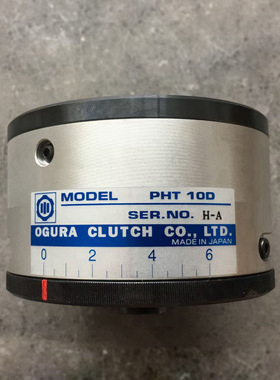 MODEL PHT 10D
SER.NO. H-A
OGURA CLUTCH CO., LTD.
MADE IN JAPAN
0 2 4 6